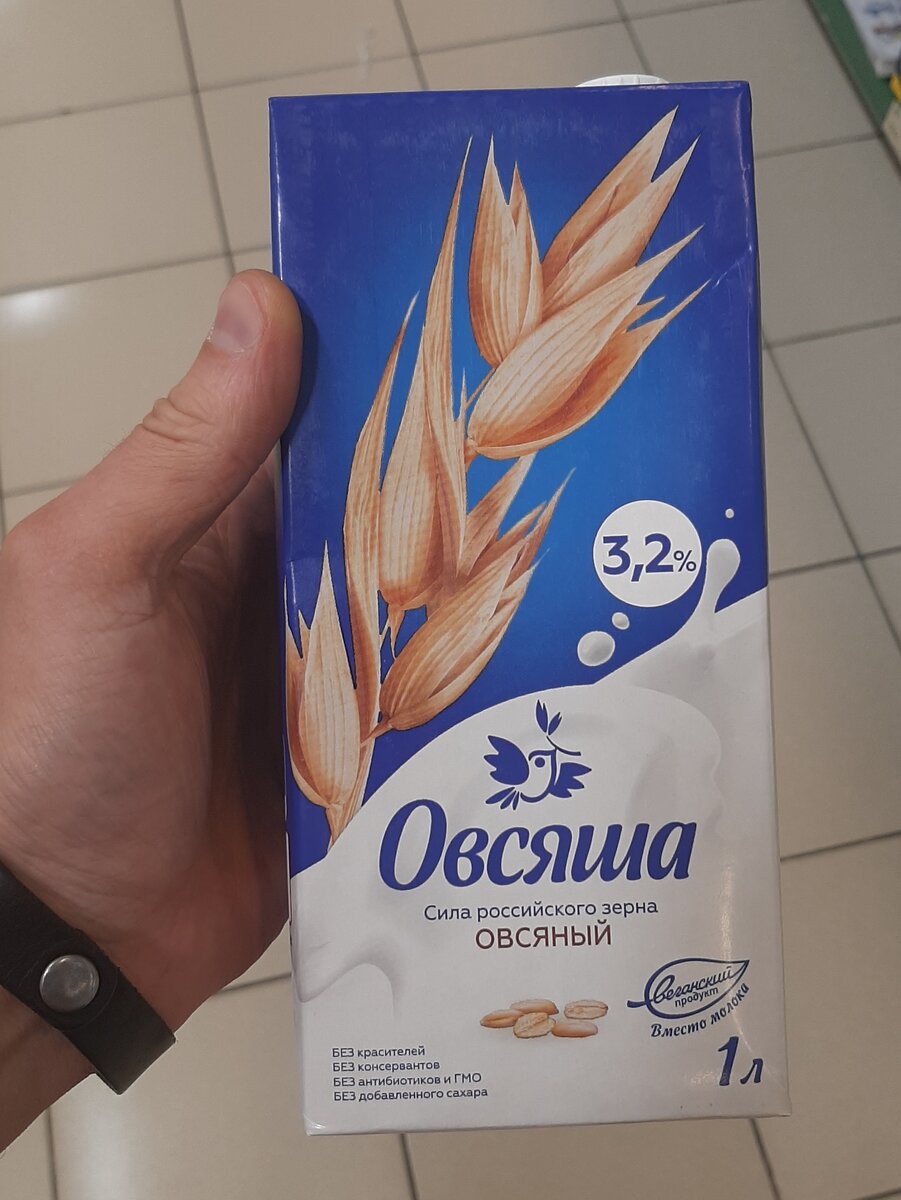 3,2%
Овсяша
Сила российского зерна
ОВСЯНЫЙ
веганский
продукт
Вместо молока
БЕЗ красителей
БЕЗ консервантов
БЕЗ антибиотиков и ГМО
БЕЗ добавленного сахара
1 л